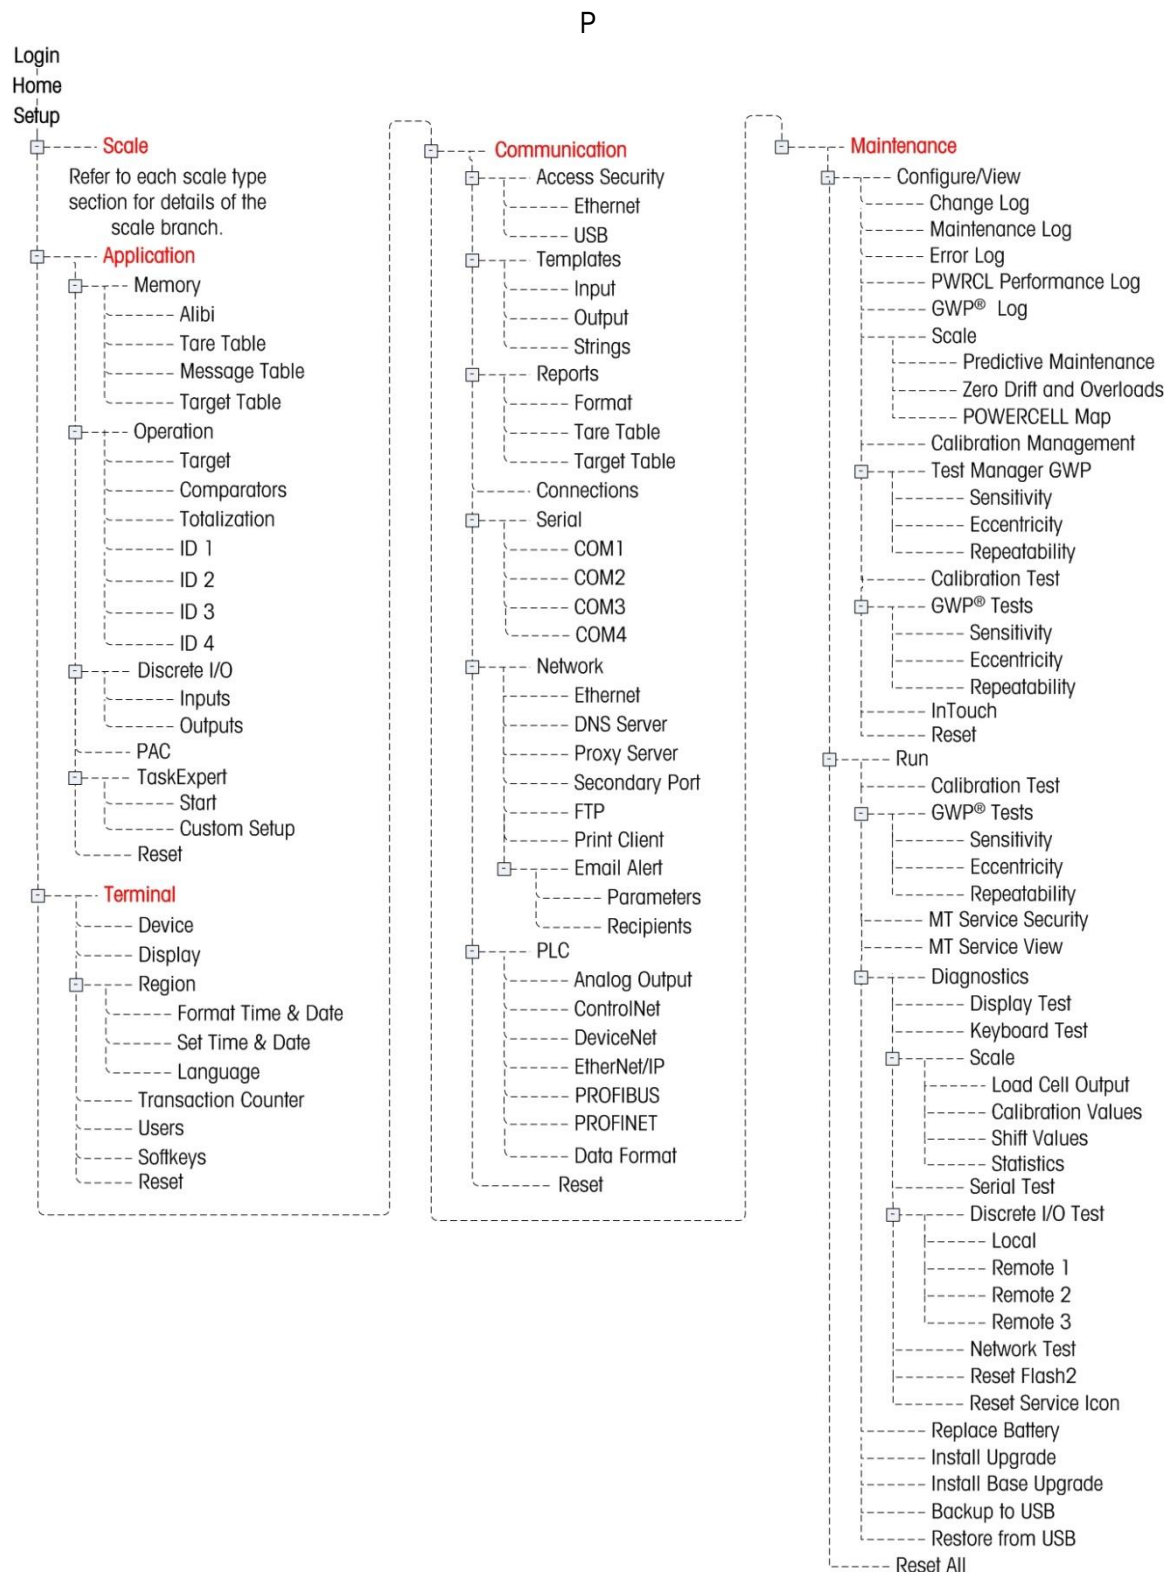 P
Login
Home
Setup
Scale
Refer to each scale type
section for details of the
scale branch.
Application
Memory
Alibi
Tare Table
Message Table
Target Table
Operation
Target
Comparators
Totalization
ID 1
ID 2
ID 3
ID 4
Discrete I/O
Inputs
Outputs
PAC
TaskExpert
Start
Custom Setup
Reset
Terminal
Device
Display
Region
Format Time & Date
Set Time & Date
Language
Transaction Counter
Users
Softkeys
Reset
Communication
Access Security
Ethernet
USB
Templates
Input
Output
Strings
Reports
Format
Tare Table
Target Table
Connections
Serial
COM1
COM2
COM3
COM4
Network
Ethernet
DNS Server
Proxy Server
Secondary Port
FTP
Print Client
Email Alert
Parameters
Recipients
PLC
Analog Output
ControlNet
DeviceNet
EtherNet/IP
PROFIBUS
PROFINET
Data Format
Reset
Maintenance
Configure/View
Change Log
Maintenance Log
Error Log
PWRCL Performance Log
GWP® Log
Scale
Predictive Maintenance
Zero Drift and Overloads
POWERCELL Map
Calibration Management
Test Manager GWP
Sensitivity
Eccentricity
Repeatability
Calibration Test
GWP® Tests
Sensitivity
Eccentricity
Repeatability
InTouch
Reset
Run
Calibration Test
GWP® Tests
Sensitivity
Eccentricity
Repeatability
MT Service Security
MT Service View
Diagnostics
Display Test
Keyboard Test
Scale
Load Cell Output
Calibration Values
Shift Values
Statistics
Serial Test
Discrete I/O Test
Local
Remote 1
Remote 2
Remote 3
Network Test
Reset Flash2
Reset Service Icon
Replace Battery
Install Upgrade
Install Base Upgrade
Backup to USB
Restore from USB
Reset All